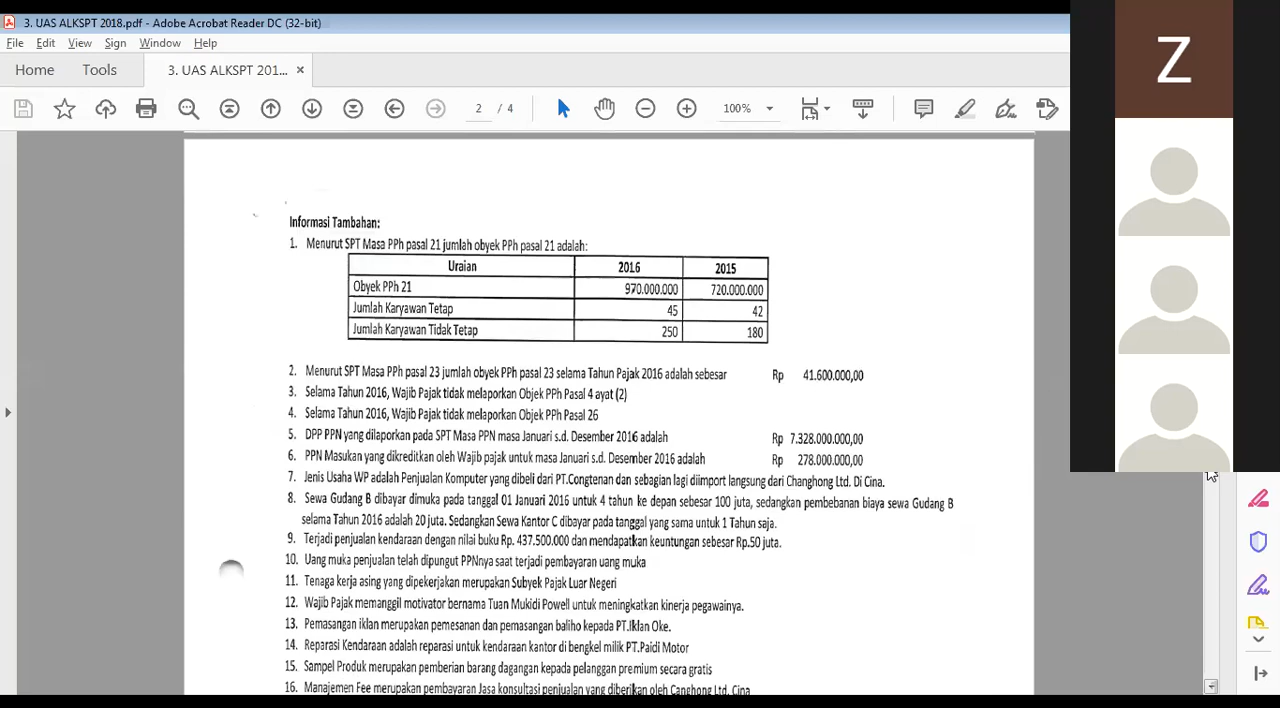 3. UAS ALKSPT 2018.pdf - Adobe Acrobat Reader DC (32-bit)
File Edit View Sign Window Help
Home Tools 3. UAS ALKSPT 201... ×
2 / 4 100%
Z
Informasi Tambahan:
1. Menurut SPT Masa PPh pasal 21 jumlah obyek PPh pasal 21 adalah:
Uraian 2016 2015
Obyek PPh 21 970.000.000 720.000.000
Jumlah Karyawan Tetap 45 42
Jumlah Karyawan Tidak Tetap 250 180
2. Menurut SPT Masa PPh pasal 23 jumlah obyek PPh pasal 23 selama Tahun Pajak 2016 adalah sebesar Rp 41.600.000,00
3. Selama Tahun 2016, Wajib Pajak tidak melaporkan Objek PPh Pasal 4 ayat (2)
4. Selama Tahun 2016, Wajib Pajak tidak melaporkan Objek PPh Pasal 26
5. DPP PPN yang dilaporkan pada SPT Masa PPN masa Januari s.d. Desember 2016 adalah Rp 7.328.000.000,00
6. PPN Masukan yang dikreditkan oleh Wajib pajak untuk masa Januari s.d. Desember 2016 adalah Rp 278.000.000,00
7. Jenis Usaha WP adalah Penjualan Komputer yang dibeli dari PT.Congtenan dan sebagian lagi diimport langsung dari Changhong Ltd. Di Cina.
8. Sewa Gudang B dibayar dimuka pada tanggal 01 Januari 2016 untuk 4 tahun ke depan sebesar 100 juta, sedangkan pembebanan biaya sewa Gudang B
selama Tahun 2016 adalah 20 juta. Sedangkan Sewa Kantor C dibayar pada tanggal yang sama untuk 1 Tahun saja.
9. Terjadi penjualan kendaraan dengan nilai buku Rp. 437.500.000 dan mendapatkan keuntungan sebesar Rp.50 juta.
10. Uang muka penjualan telah dipungut PPNnya saat terjadi pembayaran uang muka
11. Tenaga kerja asing yang dipekerjakan merupakan Subyek Pajak Luar Negeri
12. Wajib Pajak memanggil motivator bernama Tuan Mukidi Powell untuk meningkatkan kinerja pegawainya.
13. Pemasangan iklan merupakan pemesanan dan pemasangan baliho kepada PT.Iklan Oke.
14. Reparasi Kendaraan adalah reparasi untuk kendaraan kantor di bengkel milik PT.Paidi Motor
15. Sampel Produk merupakan pemberian barang dagangan kepada pelanggan premium secara gratis
16. Manajemen Fee merupakan pembayaran Jasa konsultasi penjualan yang diberikan oleh Canghong Ltd. Cina